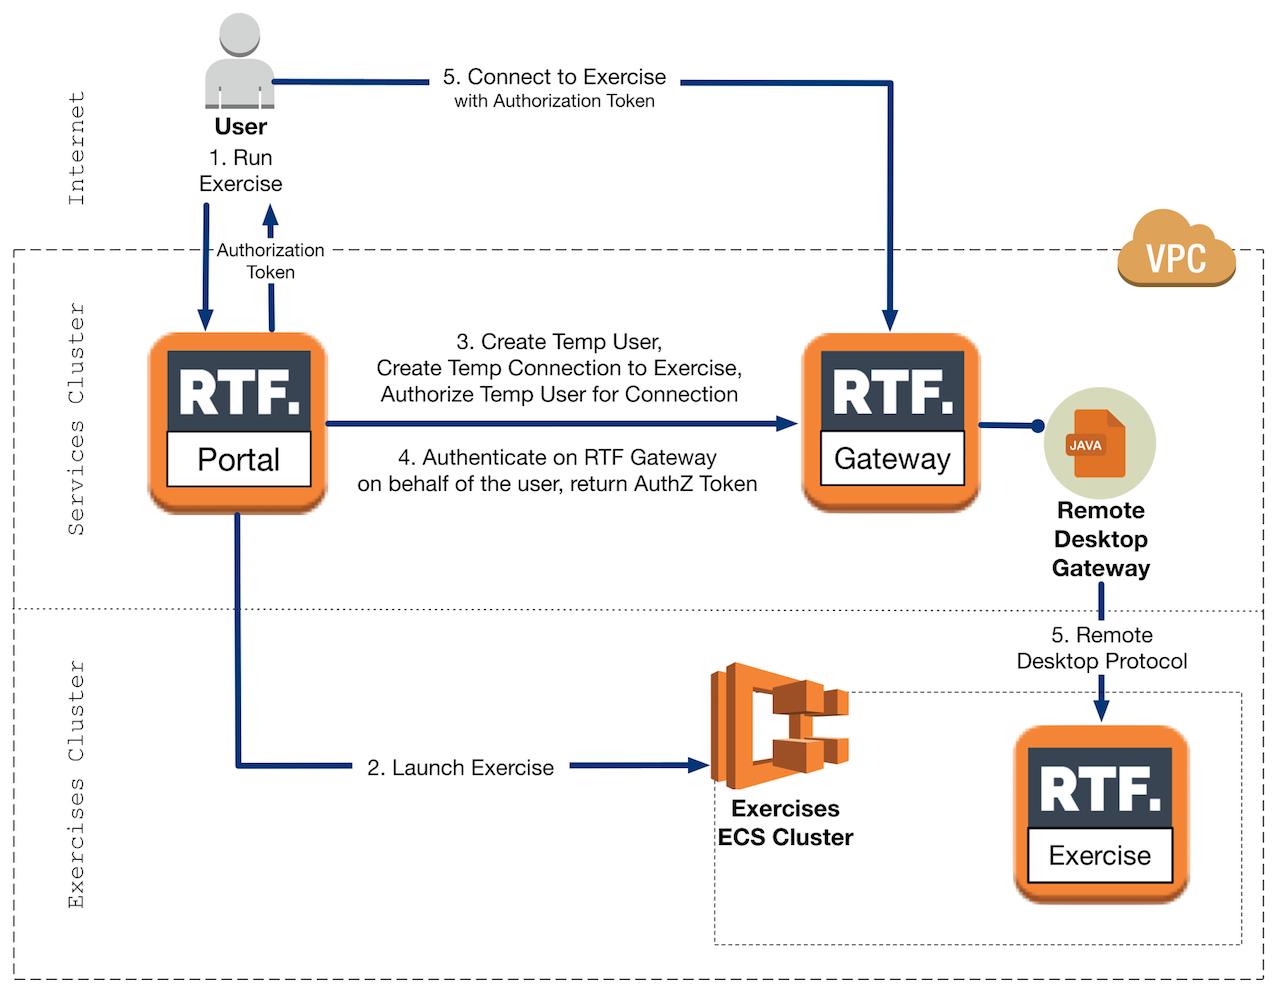 Internet
User
1. Run
Exercise
5. Connect to Exercise
with Authorization Token
Authorization
Token
VPC
Services Cluster
RTF.
Portal
3. Create Temp User,
Create Temp Connection to Exercise,
Authorize Temp User for Connection
4. Authenticate on RTF Gateway
on behalf of the user, return AuthZ Token
RTF.
Gateway
JAVA
Remote
Desktop
Gateway
5. Remote
Desktop Protocol
Exercises Cluster
2. Launch Exercise
Exercises
ECS Cluster
RTF.
Exercise